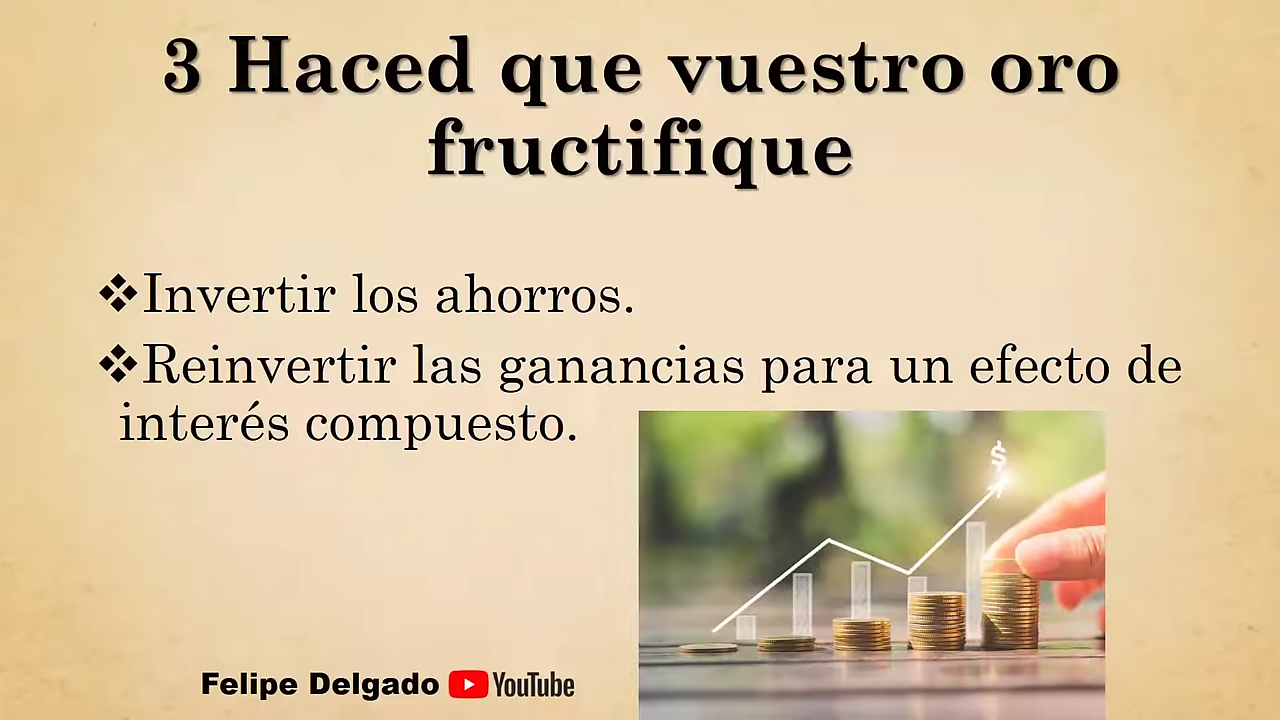 3 Haced que vuestro oro
fructifique
❖Invertir los ahorros.
❖Reinvertir las ganancias para un efecto de
interés compuesto.
$
Felipe Delgado YouTube